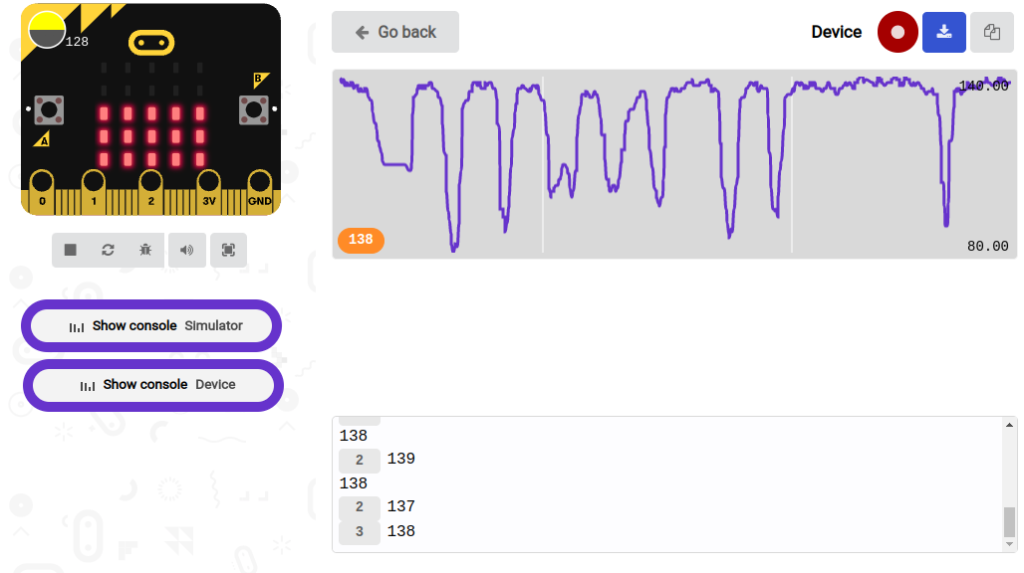 128
B
A
0 1 2 3V GND
Show console Simulator
Show console Device
Go back
Device
140.00
138
80.00
138
2 139
138
2 137
3 138